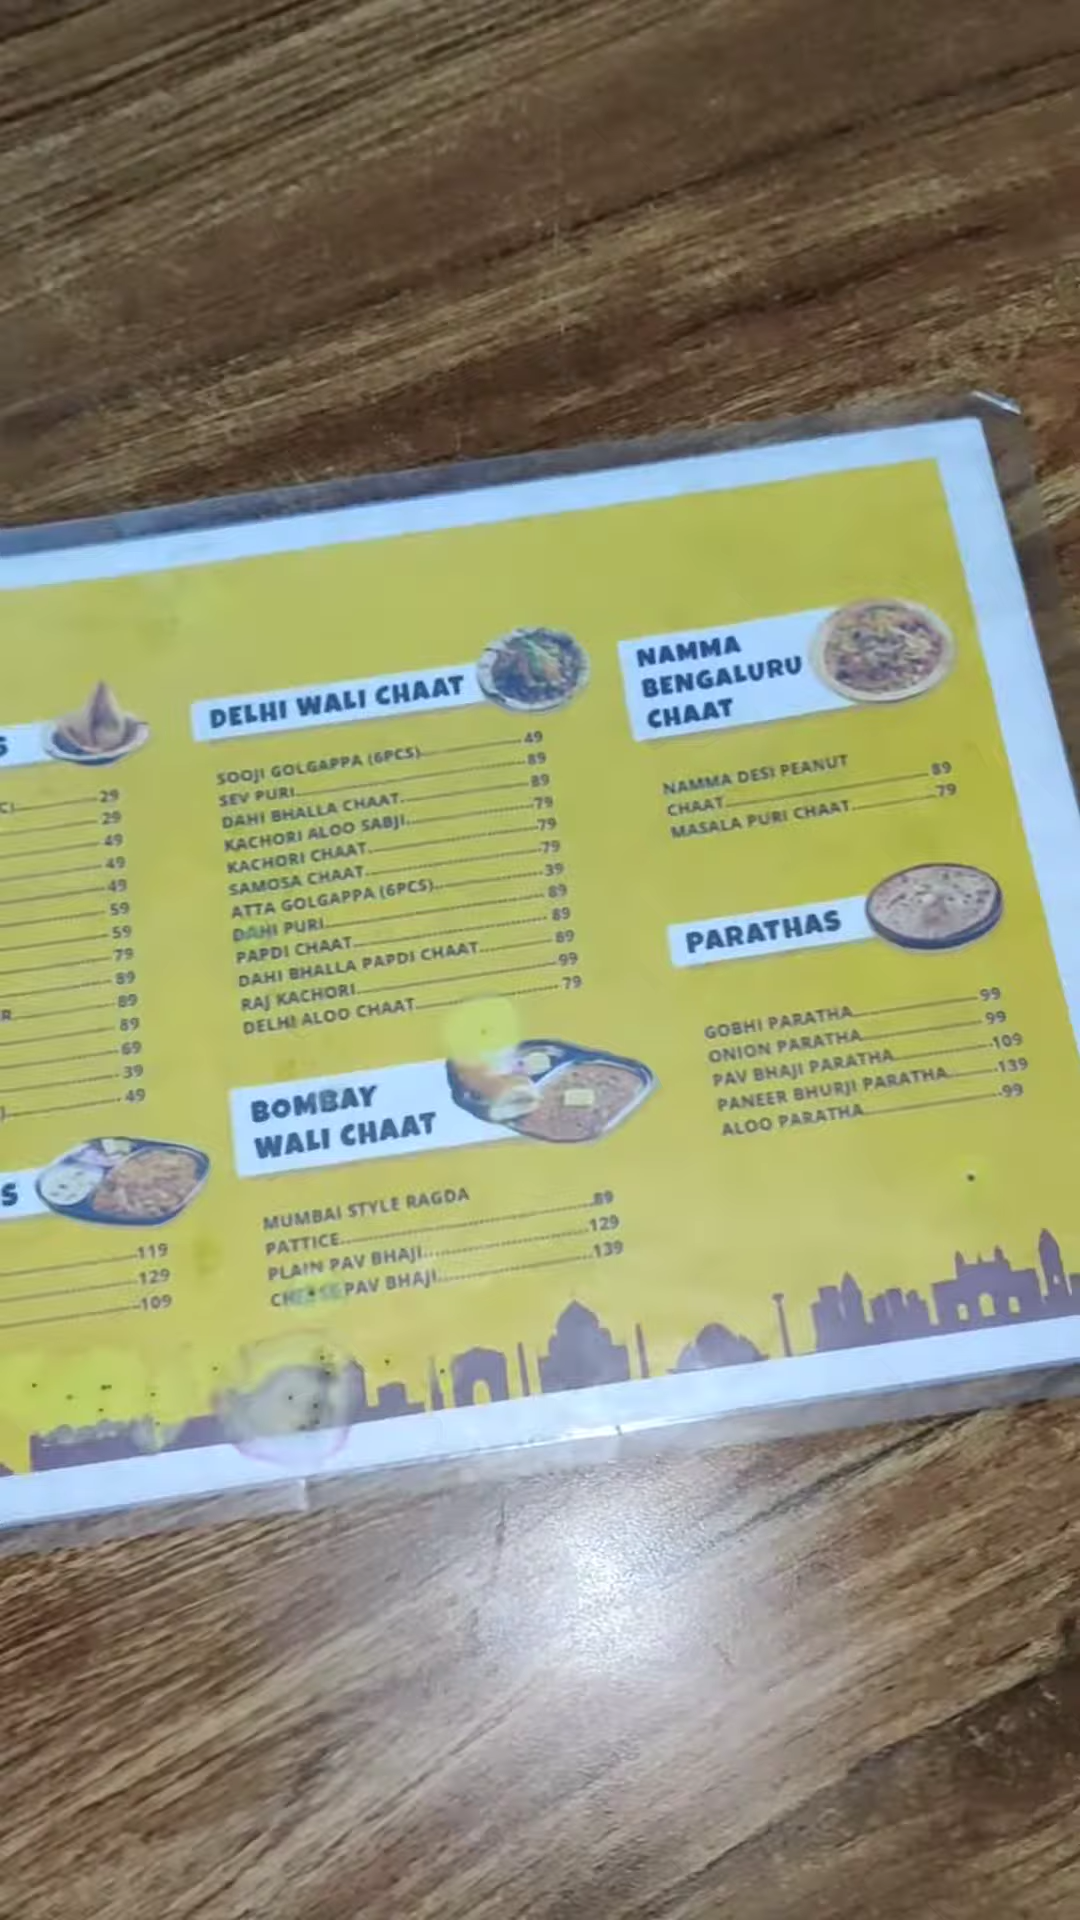 S
C)..........29
..........29
..........49
..........49
..........49
..........59
..........59
..........79
..........89
R..........89
..........89
..........69
..........39
)..........49
S
..........119
..........129
..........109
DELHI WALI CHAAT
SOOJI GOLGAPPA (6PCS)..........49
SEV PURI..........89
DAHI BHALLA CHAAT..........89
KACHORI ALOO SABJI..........79
KACHORI CHAAT..........79
SAMOSA CHAAT..........79
ATTA GOLGAPPA (6PCS)..........39
DAHI PURI..........89
PAPDI CHAAT..........89
DAHI BHALLA PAPDI CHAAT..........89
RAJ KACHORI..........99
DELHI ALOO CHAAT..........79
BOMBAY
WALI CHAAT
MUMBAI STYLE RAGDA
PATTICE..........89
PLAIN PAV BHAJI..........129
CHEESE PAV BHAJI..........139
NAMMA
BENGALURU
CHAAT
NAMMA DESI PEANUT
CHAAT..........89
MASALA PURI CHAAT..........79
PARATHAS
GOBHI PARATHA..........99
ONION PARATHA..........99
PAV BHAJI PARATHA..........109
PANEER BHURJI PARATHA..........139
ALOO PARATHA..........99